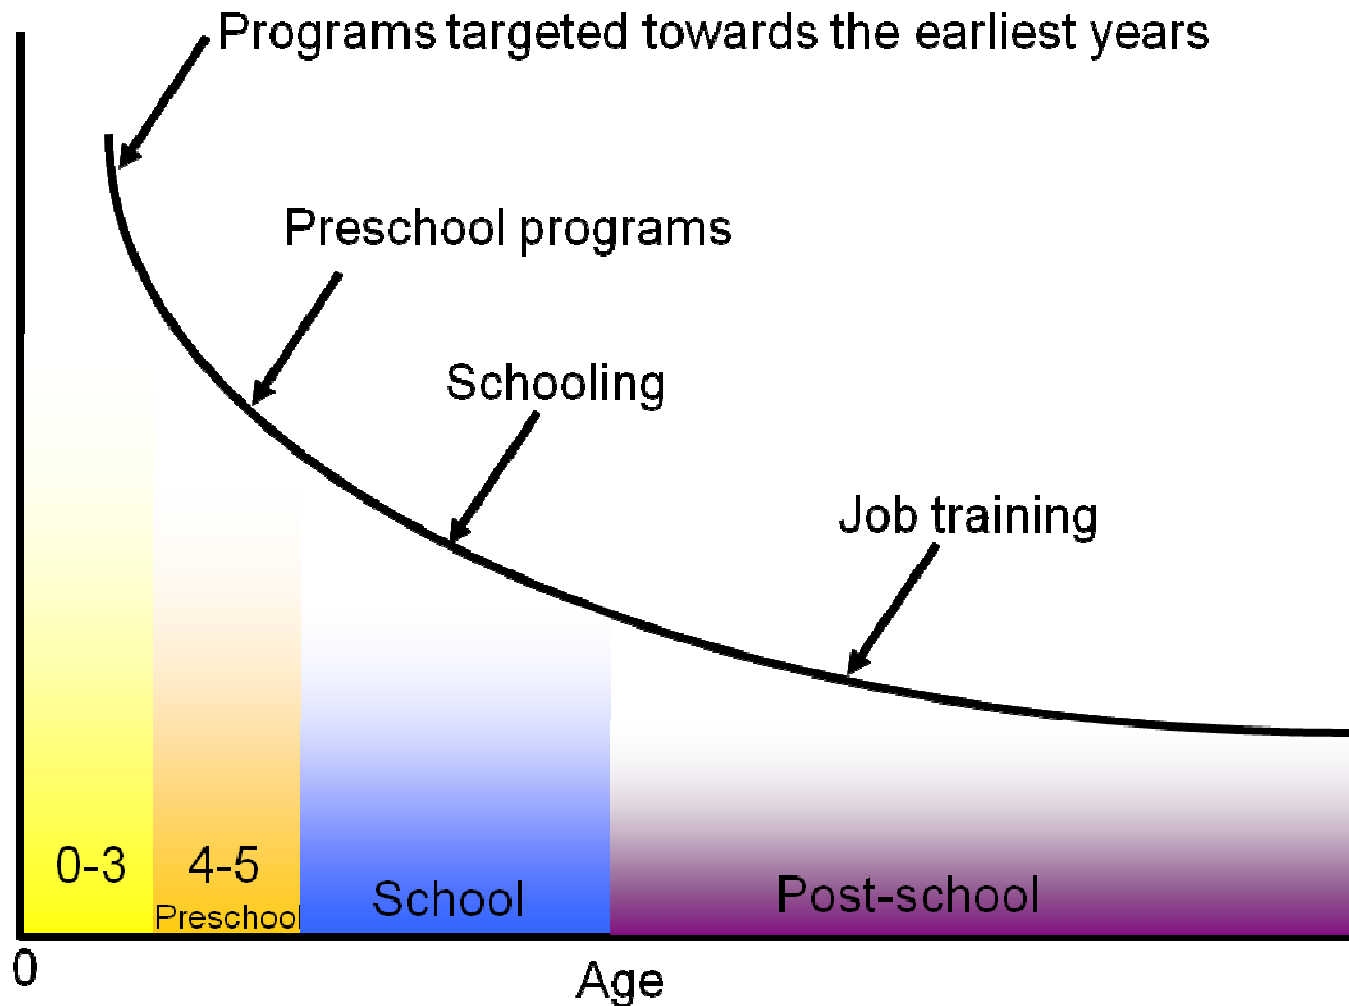 Programs targeted towards the earliest years
Preschool programs
Schooling
Job training
0-3
4-5
Preschool
School
Post-school
0
Age